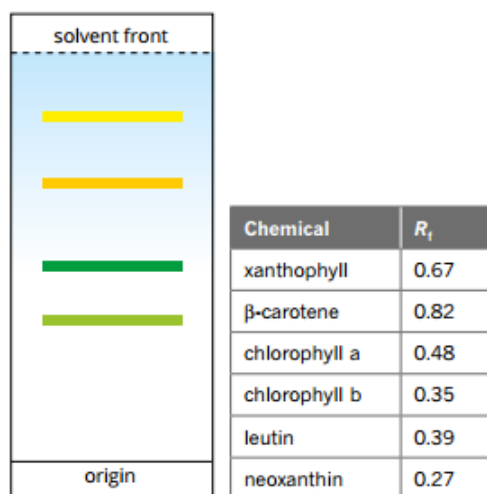 solvent front
origin
Chemical Rf
xanthophyll 0.67
β-carotene 0.82
chlorophyll a 0.48
chlorophyll b 0.35
leutin 0.39
neoxanthin 0.27